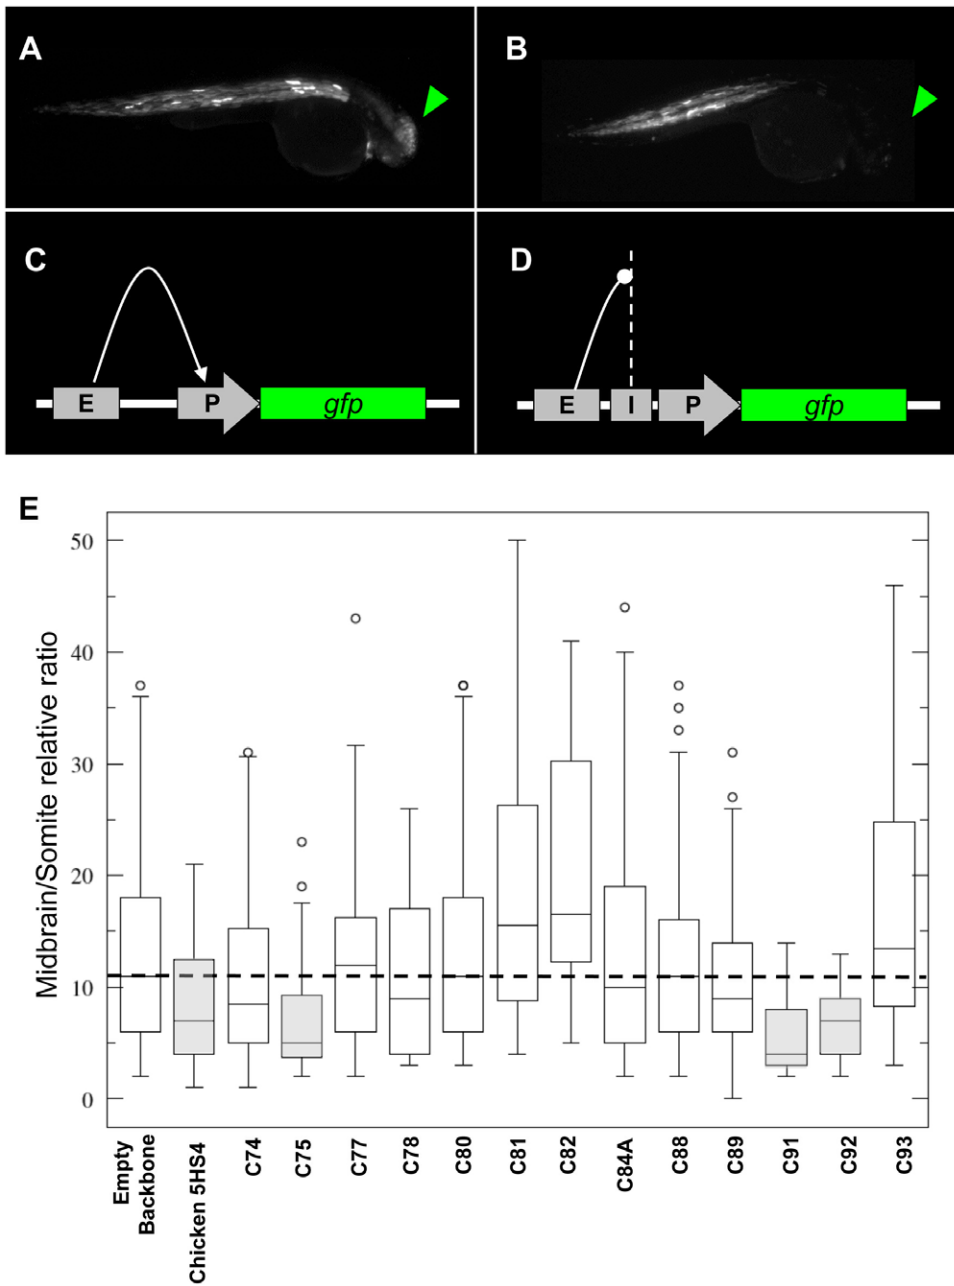 A
B
C
D
E P gfp
E I P gfp
E
50
40
30
20
10
0
Midbrain/Somite relative ratio
Empty
Backbone
Chicken 5HS4
C74
C75
C77
C78
C80
C81
C82
C84A
C88
C89
C91
C92
C93